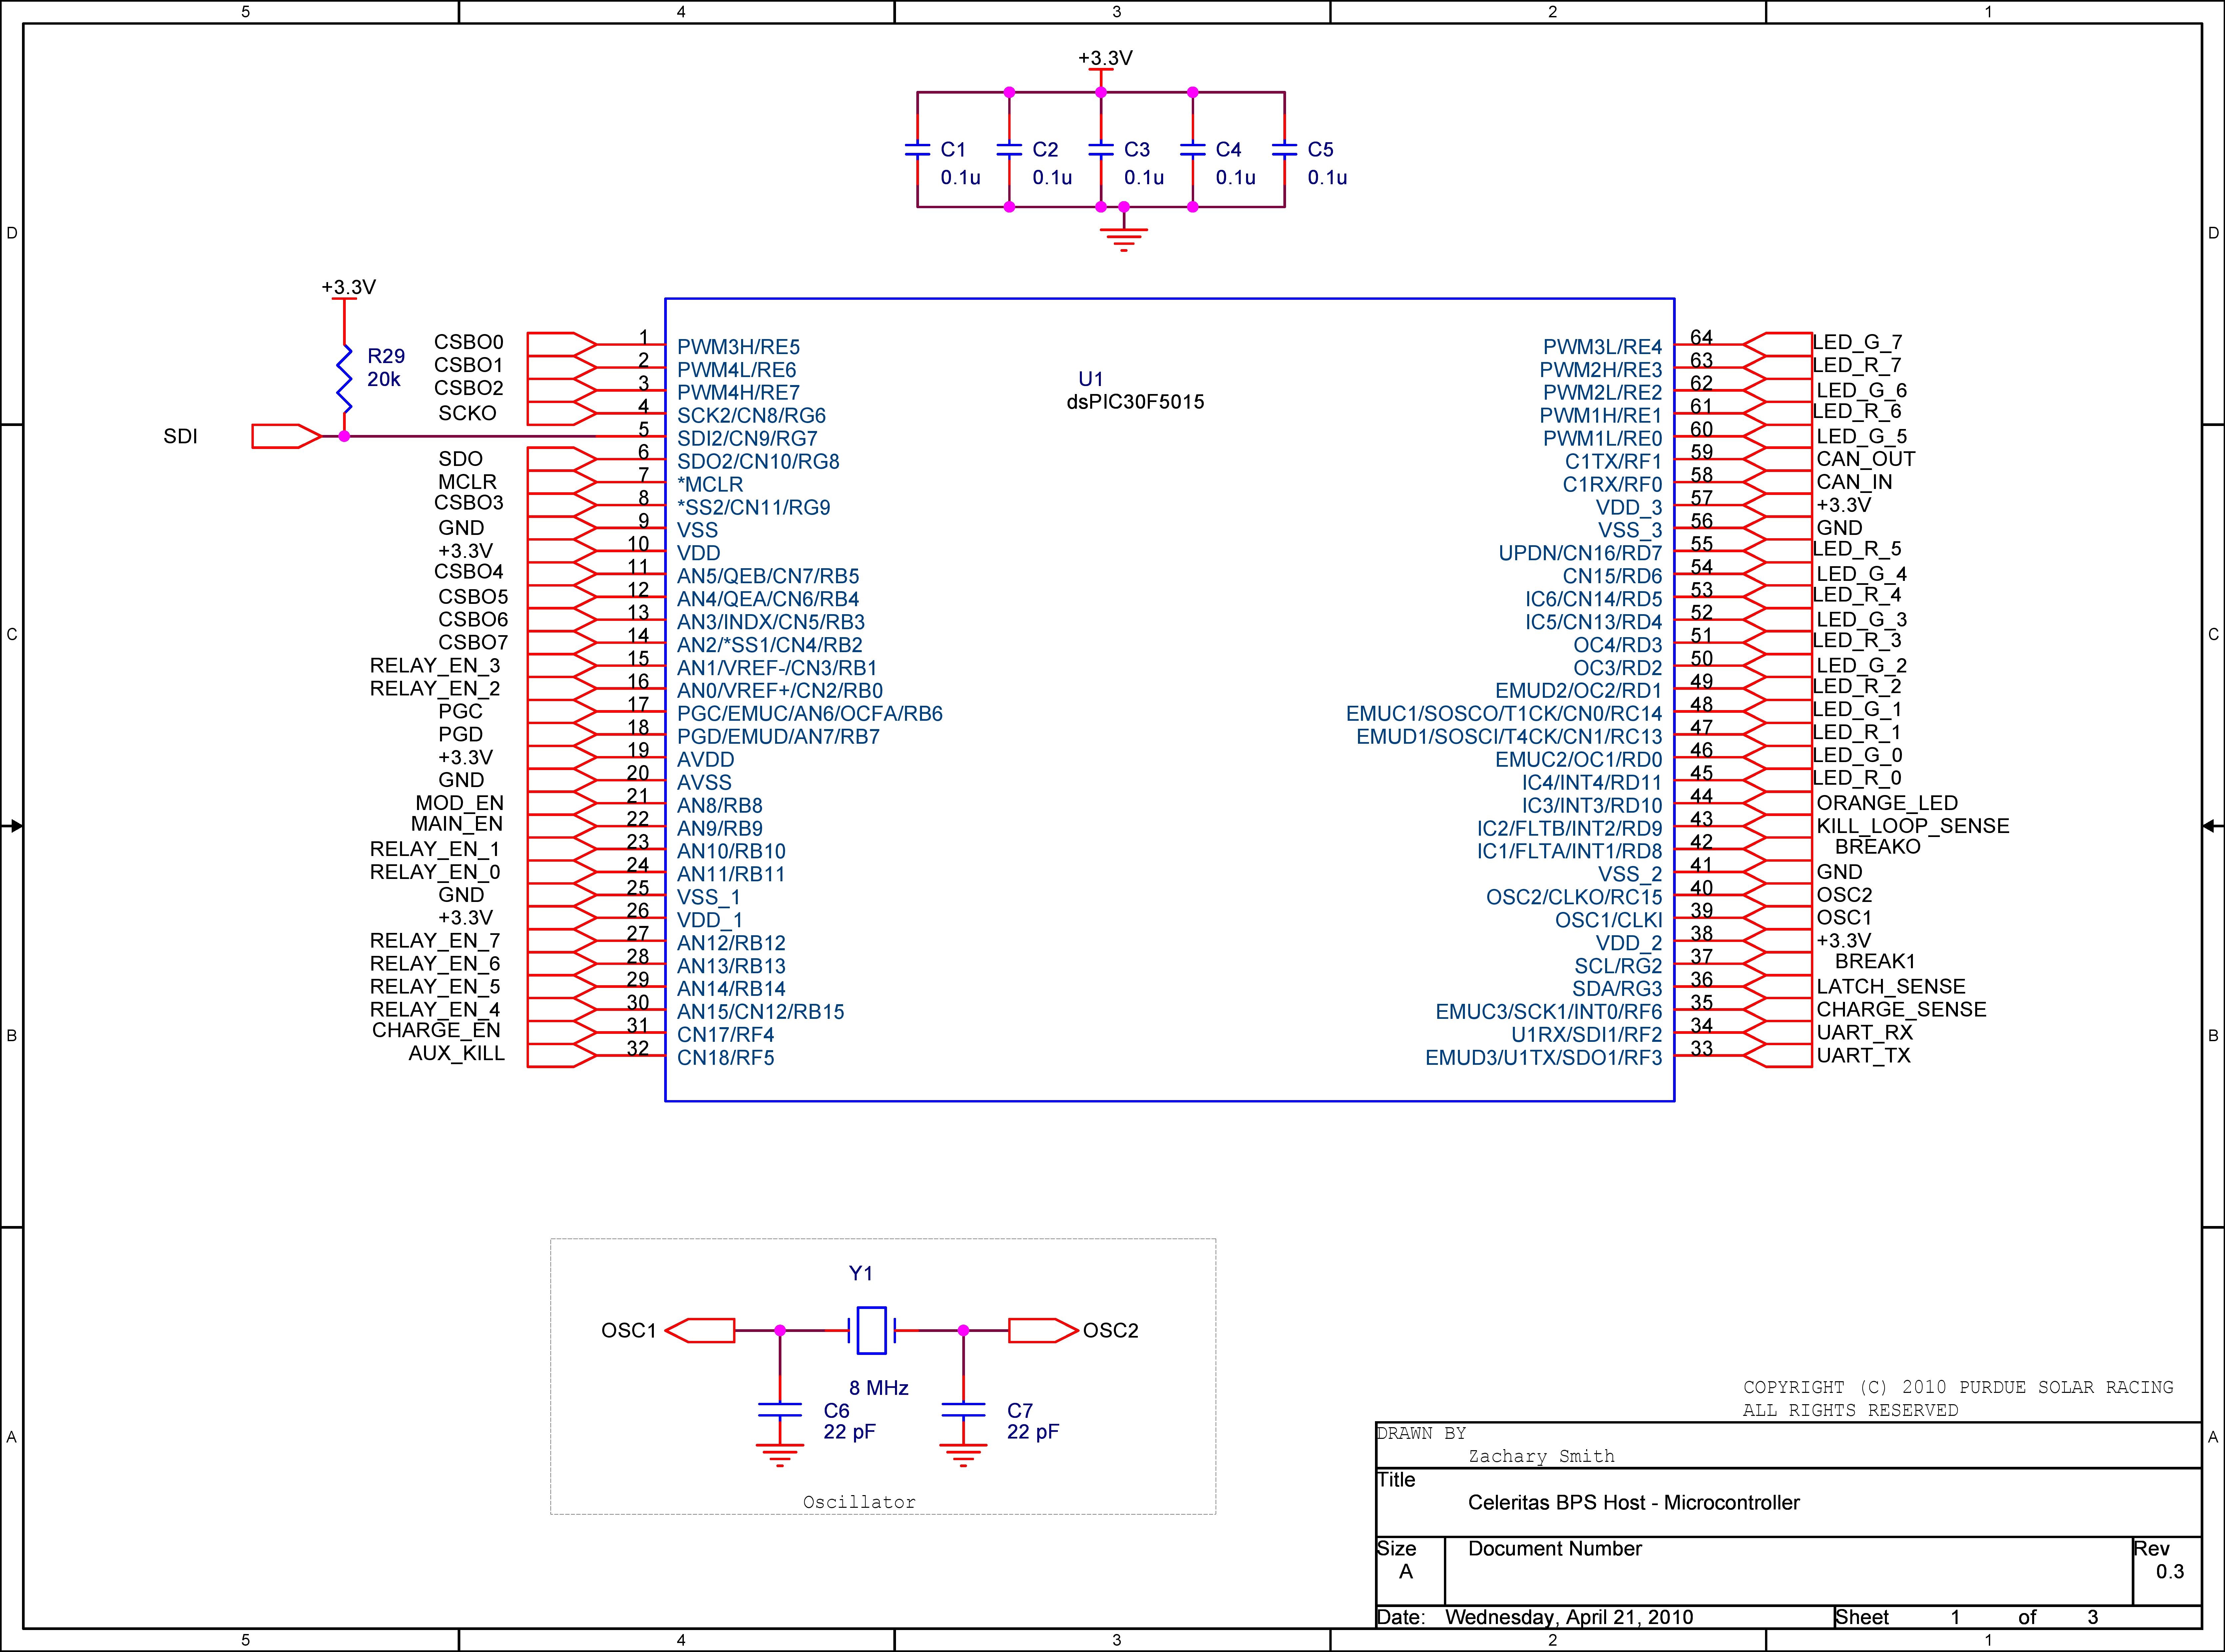 5 4 3 2 1
+3.3V
C1 C2 C3 C4 C5
0.1u 0.1u 0.1u 0.1u 0.1u
D D
+3.3V
R29
20k
U1
dsPIC30F5015
CSBO0 1 PWM3H/RE5 PWM3L/RE4 64 LED_G_7
CSBO1 2 PWM4L/RE6 PWM2H/RE3 63 LED_R_7
CSBO2 3 PWM4H/RE7 PWM2L/RE2 62 LED_G_6
SCKO 4 SCK2/CN8/RG6 PWM1H/RE1 61 LED_R_6
SDI 5 SDI2/CN9/RG7 PWM1L/RE0 60 LED_G_5
SDO 6 SDO2/CN10/RG8 C1TX/RF1 59 CAN_OUT
MCLR 7 *MCLR C1RX/RF0 58 CAN_IN
CSBO3 8 *SS2/CN11/RG9 VDD_3 57 +3.3V
GND 9 VSS VSS_3 56 GND
+3.3V 10 VDD UPDN/CN16/RD7 55 LED_R_5
CSBO4 11 AN5/QEB/CN7/RB5 CN15/RD6 54 LED_G_4
CSBO5 12 AN4/QEA/CN6/RB4 IC6/CN14/RD5 53 LED_R_4
CSBO6 13 AN3/INDX/CN5/RB3 IC5/CN13/RD4 52 LED_G_3
C C
CSBO7 14 AN2/*SS1/CN4/RB2 OC4/RD3 51 LED_R_3
RELAY_EN_3 15 AN1/VREF-/CN3/RB1 OC3/RD2 50 LED_G_2
RELAY_EN_2 16 AN0/VREF+/CN2/RB0 EMUD2/OC2/RD1 49 LED_R_2
PGC 17 PGC/EMUC/AN6/OCFA/RB6 EMUC1/SOSCO/T1CK/CN0/RC14 48 LED_G_1
PGD 18 PGD/EMUD/AN7/RB7 EMUD1/SOSCI/T4CK/CN1/RC13 47 LED_R_1
+3.3V 19 AVDD EMUC2/OC1/RD0 46 LED_G_0
GND 20 AVSS IC4/INT4/RD11 45 LED_R_0
MOD_EN 21 AN8/RB8 IC3/INT3/RD10 44 ORANGE_LED
MAIN_EN 22 AN9/RB9 IC2/FLTB/INT2/RD9 43 KILL_LOOP_SENSE
RELAY_EN_1 23 AN10/RB10 IC1/FLTA/INT1/RD8 42 BREAKO
RELAY_EN_0 24 AN11/RB11 VSS_2 41 GND
GND 25 VSS_1 OSC2/CLKO/RC15 40 OSC2
+3.3V 26 VDD_1 OSC1/CLKI 39 OSC1
RELAY_EN_7 27 AN12/RB12 VDD_2 38 +3.3V
RELAY_EN_6 28 AN13/RB13 SCL/RG2 37 BREAK1
RELAY_EN_5 29 AN14/RB14 SDA/RG3 36 LATCH_SENSE
RELAY_EN_4 30 AN15/CN12/RB15 EMUC3/SCK1/INT0/RF6 35 CHARGE_SENSE
CHARGE_EN 31 CN17/RF4 U1RX/SDI1/RF2 34 UART_RX
B B
AUX_KILL 32 CN18/RF5 EMUD3/U1TX/SDO1/RF3 33 UART_TX
Y1
OSC1 OSC2
8 MHz
C6 C7
22 pF 22 pF
Oscillator
A A
COPYRIGHT (C) 2010 PURDUE SOLAR RACING
ALL RIGHTS RESERVED
DRAWN BY
Zachary Smith
Title
Celeritas BPS Host - Microcontroller
Size Document Number Rev
A 0.3
Date: Wednesday, April 21, 2010 Sheet 1 of 3
5 4 3 2 1